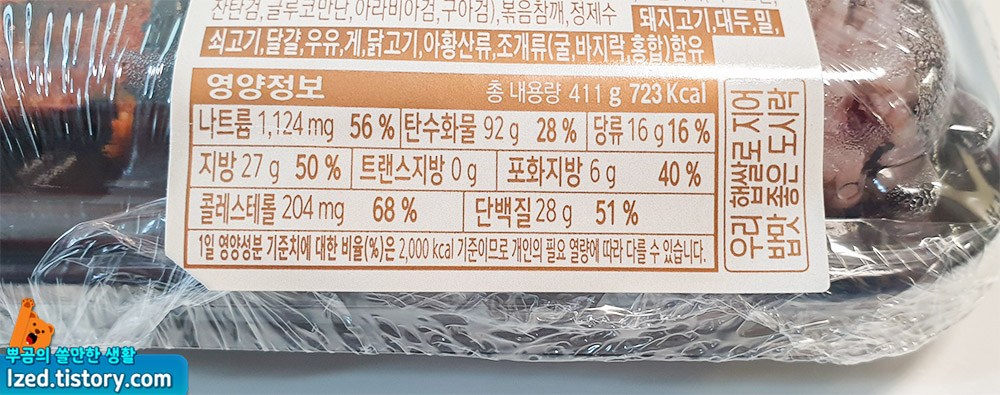 잔탄검,글루코만난,아라비아검,구아검),볶음참깨,정제수
돼지고기,대두,밀,
쇠고기,달걀,우유,게,닭고기,아황산류,조개류(굴,바지락,홍합)함유
영양정보 총 내용량 411 g 723 Kcal
나트륨 1,124 mg 56 % 탄수화물 92 g 28 % 당류 16 g 16 %
지방 27 g 50 % 트랜스지방 0 g 포화지방 6 g 40 %
콜레스테롤 204 mg 68 % 단백질 28 g 51 %
1일 영양성분 기준치에 대한 비율(%)은 2,000 kcal 기준이므로 개인의 필요 열량에 따라 다를 수 있습니다.
우리 햅쌀로 지어
밥맛 좋은 도시락
뿌곰의 쓸만한 생활
lzed.tistory.com